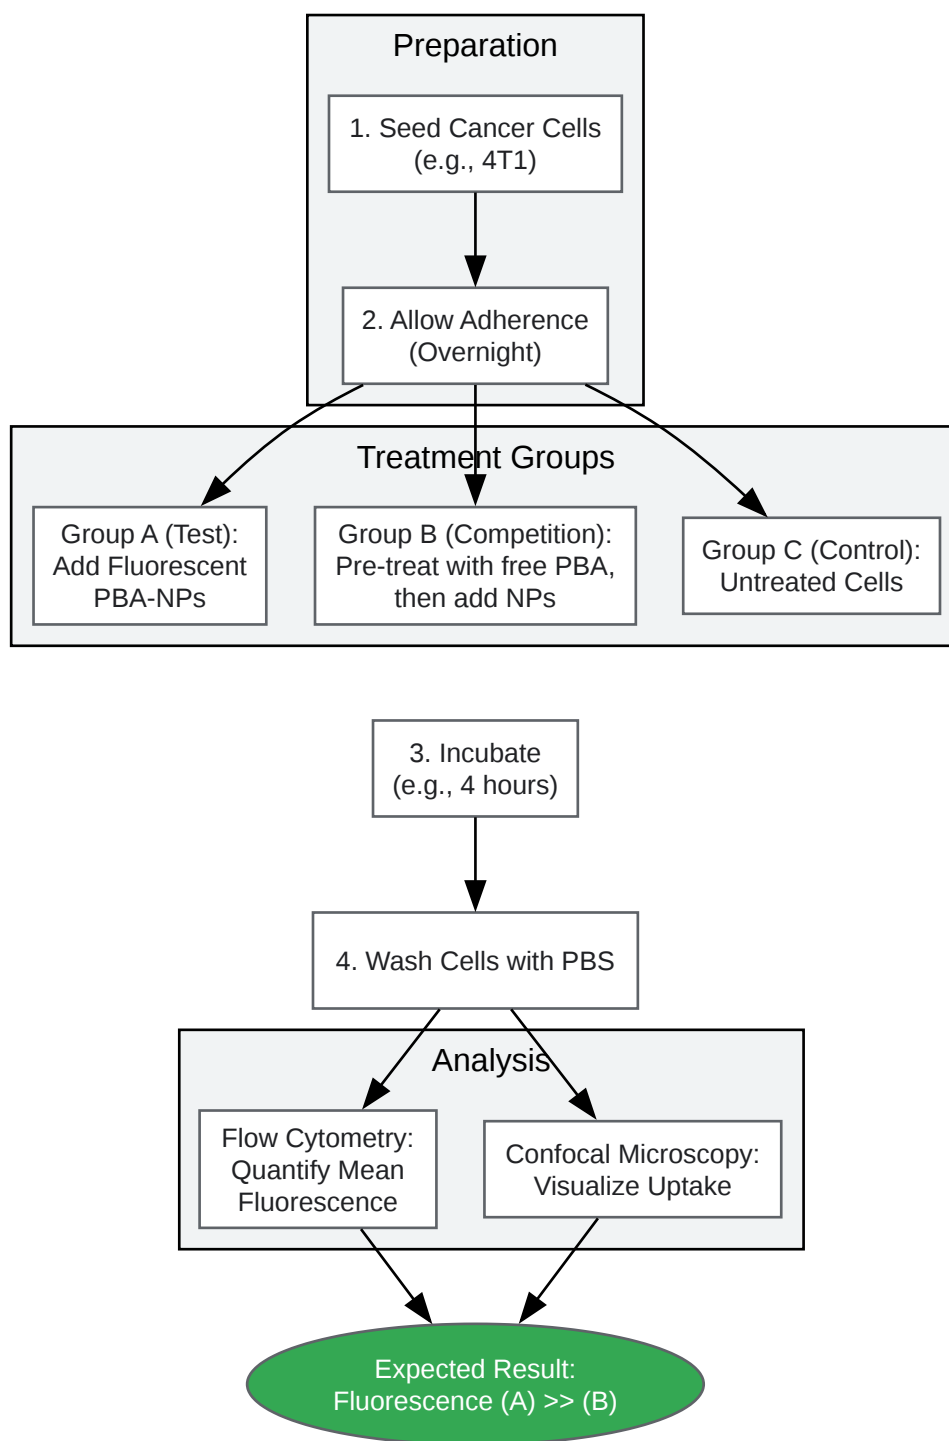 Preparation
1. Seed Cancer Cells
(e.g., 4T1)
2. Allow Adherence
(Overnight)
Treatment Groups
Group A (Test):
Add Fluorescent
PBA-NPs
Group B (Competition):
Pre-treat with free PBA,
then add NPs
Group C (Control):
Untreated Cells
3. Incubate
(e.g., 4 hours)
4. Wash Cells with PBS
Analysis
Flow Cytometry:
Quantify Mean
Fluorescence
Confocal Microscopy:
Visualize Uptake
Expected Result:
Fluorescence (A) >> (B)